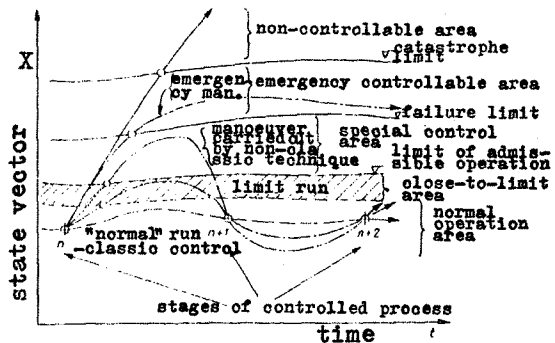 non-controllable area
catastrophe
limit
X
emergen
cy man.
emergency controllable area
failure limit
manoeuver
carried out
by non-cla
ssic technique
special control
area
limit of admis-
sible operation
limit run
close-to-limit
area
state vector
n
"normal" run
-classic control
n+1
n+2
normal
operation
area
stages of controlled process
time
t